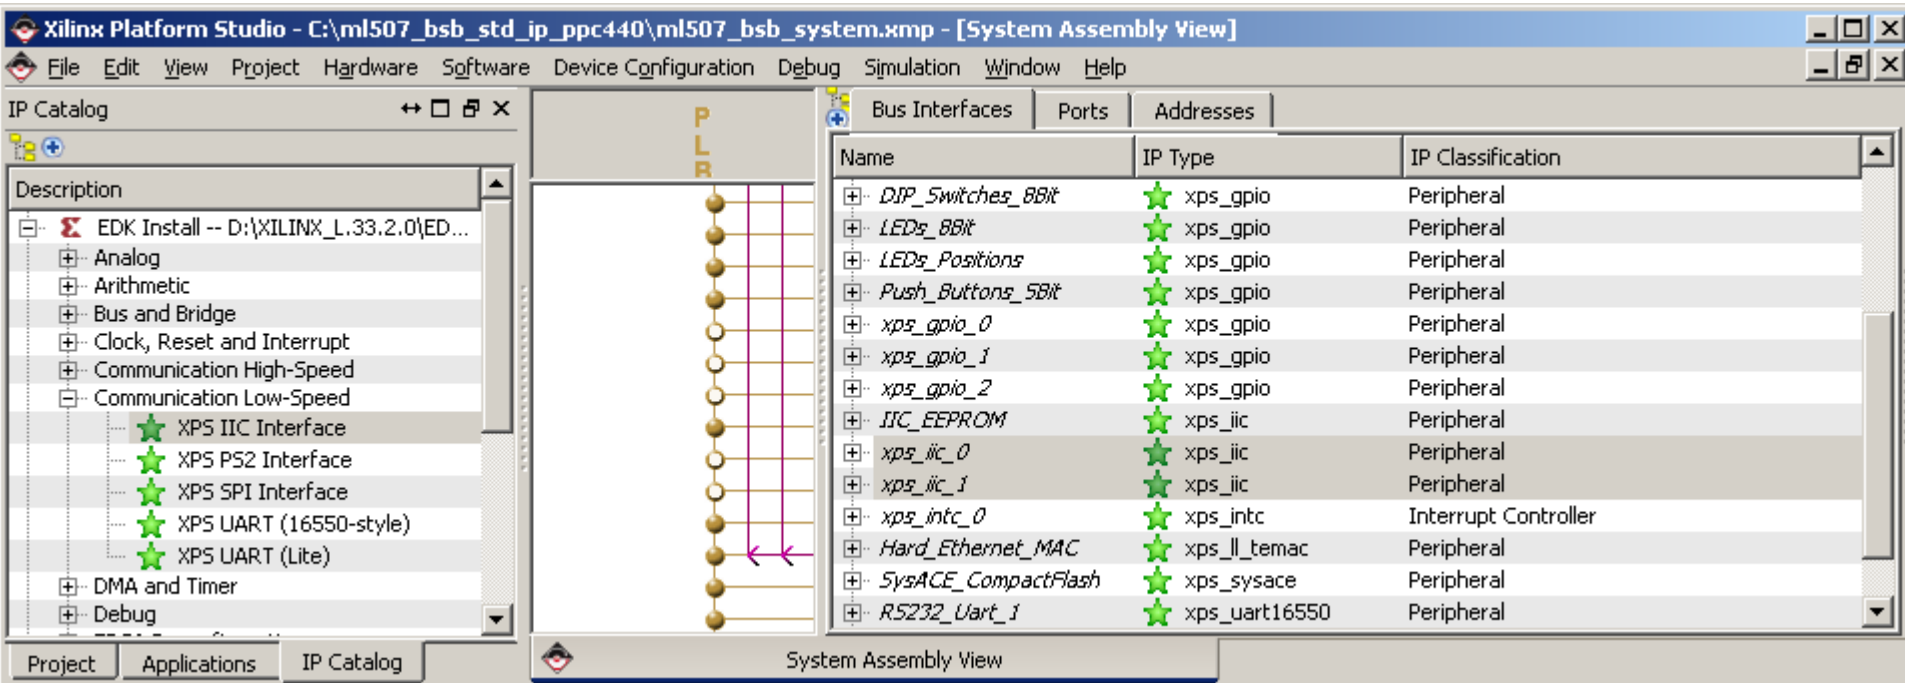 Xilinx Platform Studio - C:\ml507_bsb_std_ip_ppc440\ml507_bsb_system.xmp - [System Assembly View]
File Edit View Project Hardware Software Device Configuration Debug Simulation Window Help
IP Catalog
Description
EDK Install -- D:\XILINX_L.33.2.0\ED...
Analog
Arithmetic
Bus and Bridge
Clock, Reset and Interrupt
Communication High-Speed
Communication Low-Speed
XPS IIC Interface
XPS PS2 Interface
XPS SPI Interface
XPS UART (16550-style)
XPS UART (Lite)
DMA and Timer
Debug
Project Applications IP Catalog
P
L
B
Bus Interfaces Ports Addresses
Name IP Type IP Classification
DIP_Switches_8Bit xps_gpio Peripheral
LEDs_8Bit xps_gpio Peripheral
LEDs_Positions xps_gpio Peripheral
Push_Buttons_5Bit xps_gpio Peripheral
xps_gpio_0 xps_gpio Peripheral
xps_gpio_1 xps_gpio Peripheral
xps_gpio_2 xps_gpio Peripheral
IIC_EEPROM xps_iic Peripheral
xps_iic_0 xps_iic Peripheral
xps_iic_1 xps_iic Peripheral
xps_intc_0 xps_intc Interrupt Controller
Hard_Ethernet_MAC xps_ll_temac Peripheral
SysACE_CompactFlash xps_sysace Peripheral
RS232_Uart_1 xps_uart16550 Peripheral
System Assembly View